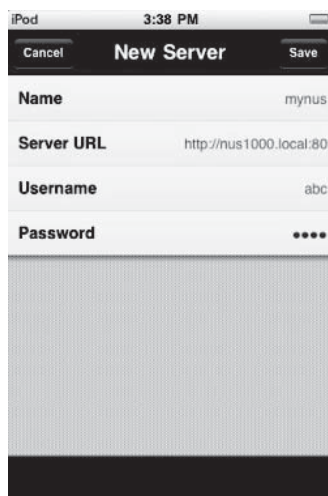 iPod 3:38 PM
Cancel New Server Save
Name mynus
Server URL http://nus1000.local:80
Username abc
Password ••••